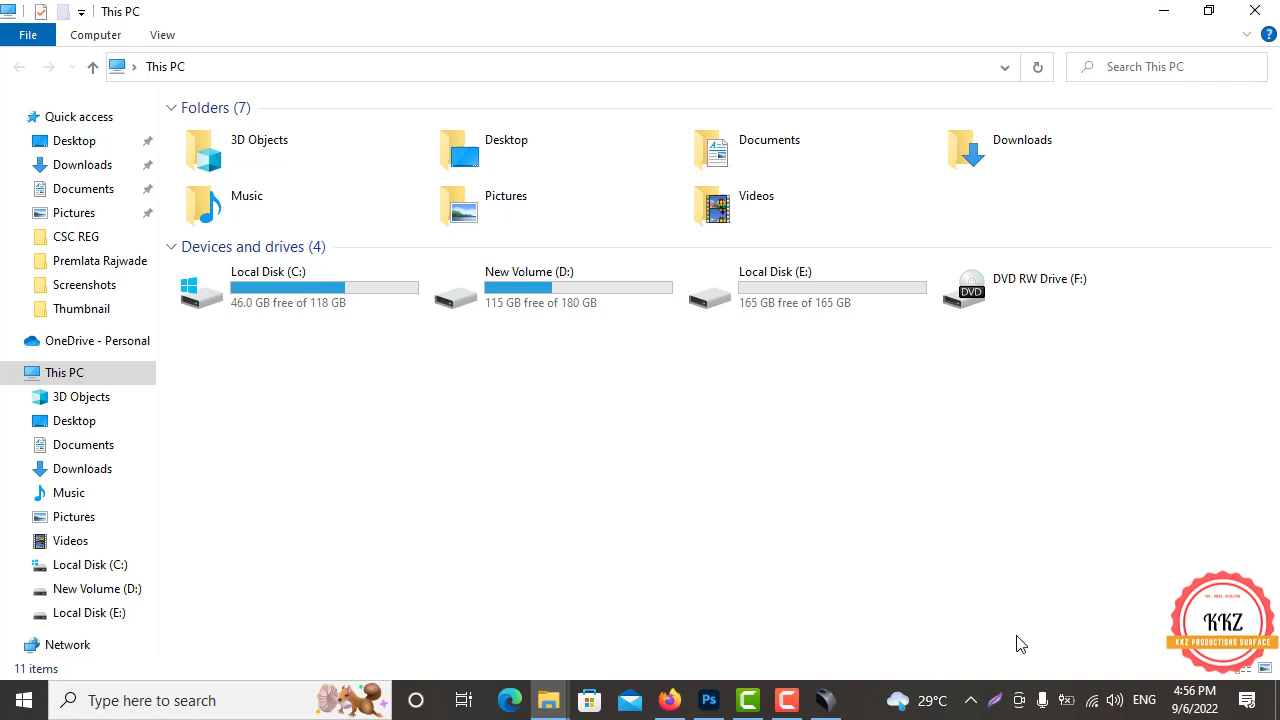 This PC
File Computer View
This PC Search This PC
Quick access
Desktop
Downloads
Documents
Pictures
CSC REG
Premlata Rajwade
Screenshots
Thumbnail
OneDrive - Personal
This PC
3D Objects
Desktop
Documents
Downloads
Music
Pictures
Videos
Local Disk (C:)
New Volume (D:)
Local Disk (E:)
Network
Folders (7)
3D Objects Desktop Documents Downloads
Music Pictures Videos
Devices and drives (4)
Local Disk (C:) New Volume (D:) Local Disk (E:) DVD RW Drive (F:)
46.0 GB free of 118 GB 115 GB free of 180 GB 165 GB free of 165 GB
DVD
KKZ
KKZ PRODUCTIONS SURFACE
11 items
Type here to search
Ps
29°C
ENG
4:56 PM
9/6/2022